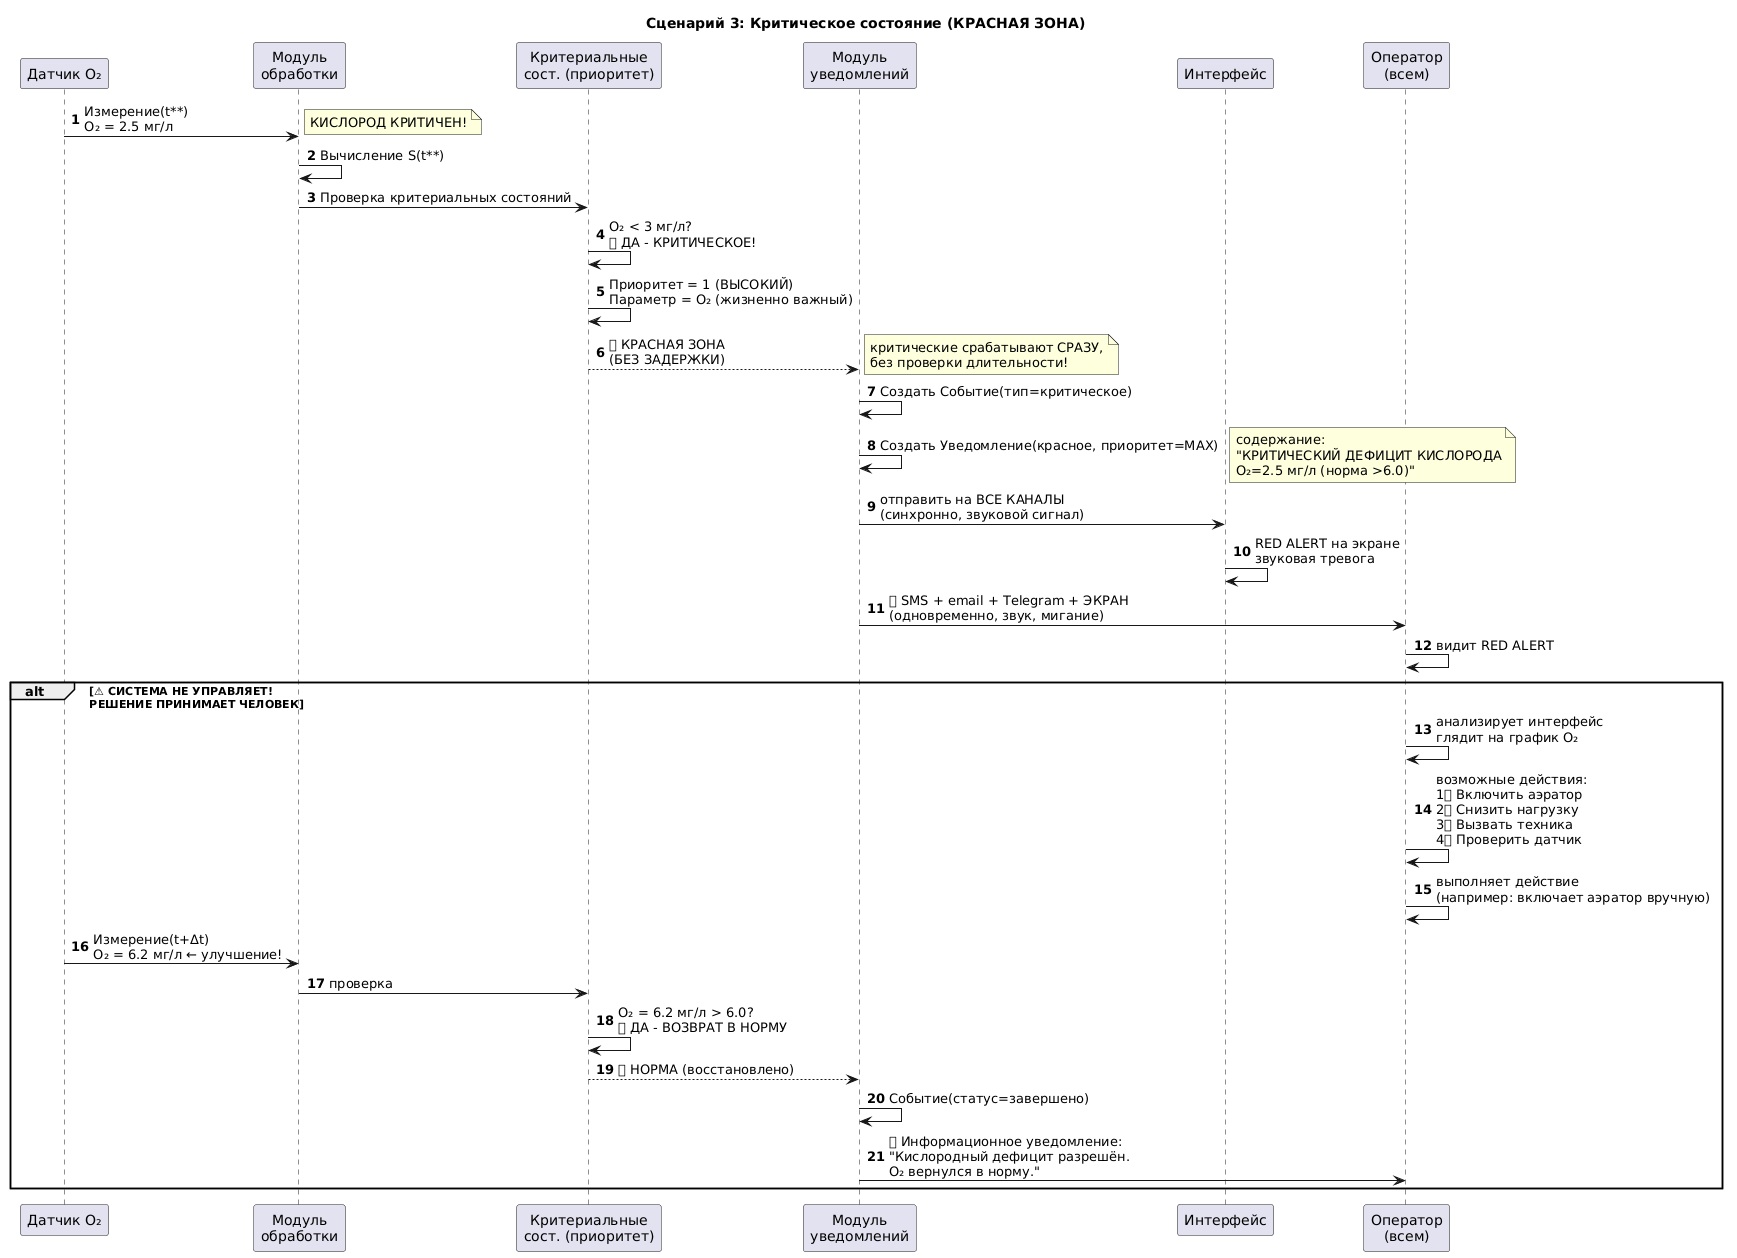 Сценарий 3: Критическое состояние (КРАСНАЯ ЗОНА)
Датчик O₂
Модуль
обработки
Критериальные
сост. (приоритет)
Модуль
уведомлений
Интерфейс
Оператор
(всем)
1 Измерение(t**)
O₂ = 2.5 мг/л
КИСЛОРОД КРИТИЧЕН!
2 Вычисление S(t**)
3 Проверка критериальных состояний
4 O₂ < 3 мг/л?
ДА - КРИТИЧЕСКОЕ!
5 Приоритет = 1 (ВЫСОКИЙ)
Параметр = O₂ (жизненно важный)
6 КРАСНАЯ ЗОНА
(БЕЗ ЗАДЕРЖКИ)
критические срабатывают СРАЗУ,
без проверки длительности!
7 Создать Событие(тип=критическое)
8 Создать Уведомление(красное, приоритет=MAX)
содержание:
"КРИТИЧЕСКИЙ ДЕФИЦИТ КИСЛОРОДА
O₂=2.5 мг/л (норма >6.0)"
9 отправить на ВСЕ КАНАЛЫ
(синхронно, звуковой сигнал)
10 RED ALERT на экране
звуковая тревога
11 SMS + email + Telegram + ЭКРАН
(одновременно, звук, мигание)
12 видит RED ALERT
alt [⚠ СИСТЕМА НЕ УПРАВЛЯЕТ!
РЕШЕНИЕ ПРИНИМАЕТ ЧЕЛОВЕК]
13 анализирует интерфейс
глядит на график O₂
14 возможные действия:
1 Включить аэратор
2 Снизить нагрузку
3 Вызвать техника
4 Проверить датчик
15 выполняет действие
(например: включает аэратор вручную)
16 Измерение(t+Δt)
O₂ = 6.2 мг/л ← улучшение!
17 проверка
18 O₂ = 6.2 мг/л > 6.0?
ДА - ВОЗВРАТ В НОРМУ
19 НОРМА (восстановлено)
20 Событие(статус=завершено)
21 Информационное уведомление:
"Кислородный дефицит разрешён.
O₂ вернулся в норму."
Датчик O₂
Модуль
обработки
Критериальные
сост. (приоритет)
Модуль
уведомлений
Интерфейс
Оператор
(всем)